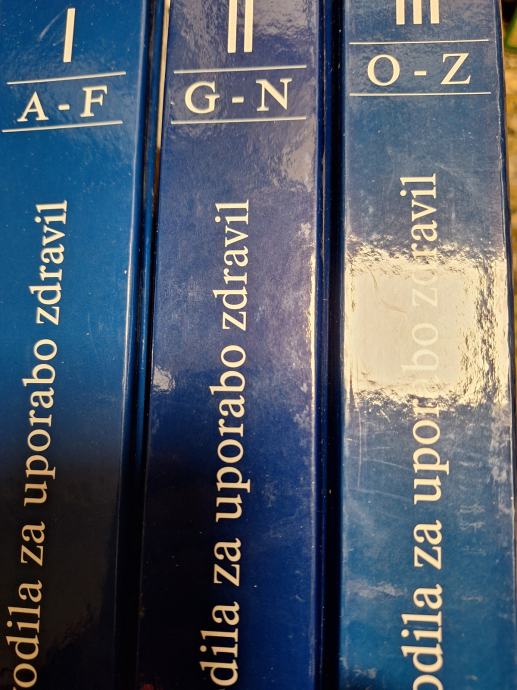 I
A - F
odila za uporabo zdravil
II
G - N
odila za uporabo zdravil
III
O - Z
odila za uporabo zdravil